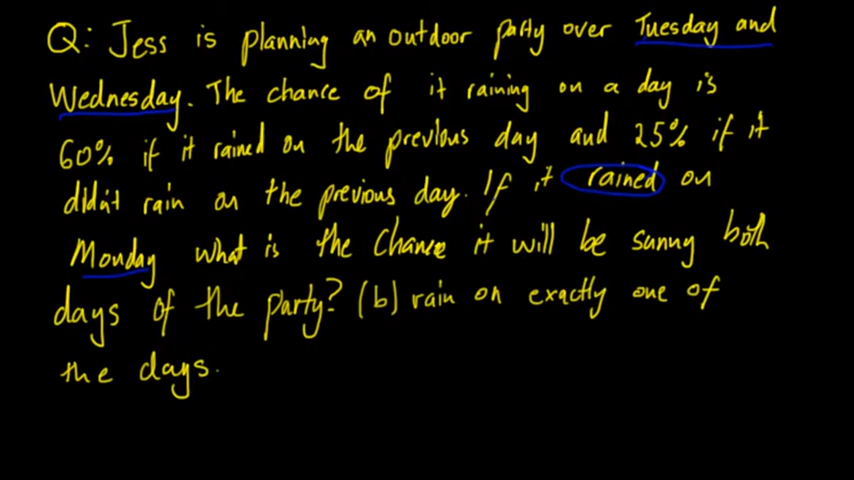 Q: Jess is planning an outdoor party over Tuesday and
Wednesday. The chance of it raining on a day is
60% if it rained on the previous day and 25% if it
didn't rain on the previous day. If it rained on
Monday what is the chance it will be sunny both
days of the party? (b) rain on exactly one of
the days.